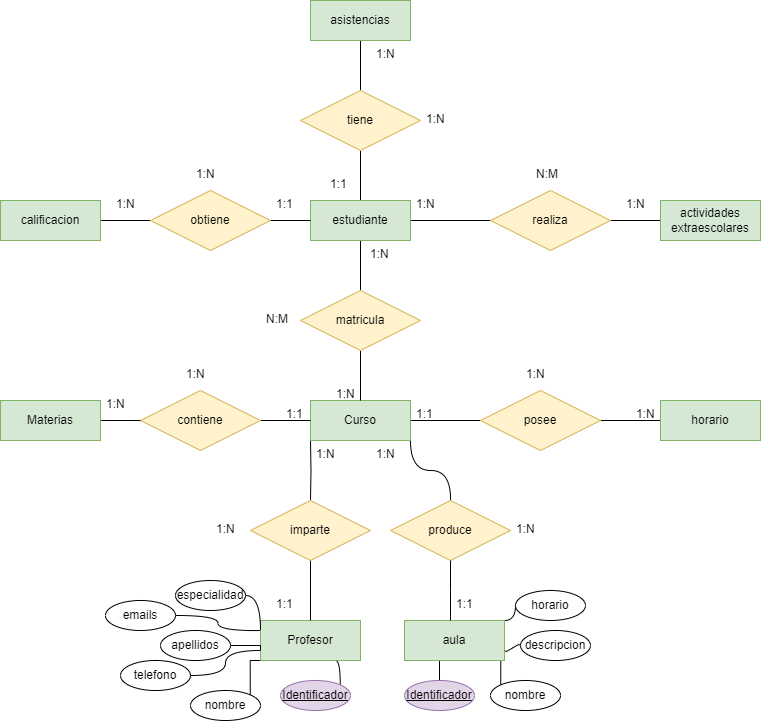 asistencias
1:N
tiene
1:N
1:1
1:N
N:M
calificacion
1:N
obtiene
1:1
estudiante
1:N
realiza
1:N
actividades
extraescolares
1:N
N:M
matricula
1:N
1:N
1:N
Materias
1:N
contiene
1:1
Curso
1:1
posee
1:N
horario
1:N
1:N
1:N
imparte
produce
1:N
1:1
1:1
especialidad
emails
apellidos
telefono
nombre
Profesor
Identificador
aula
horario
descripcion
Identificador
nombre